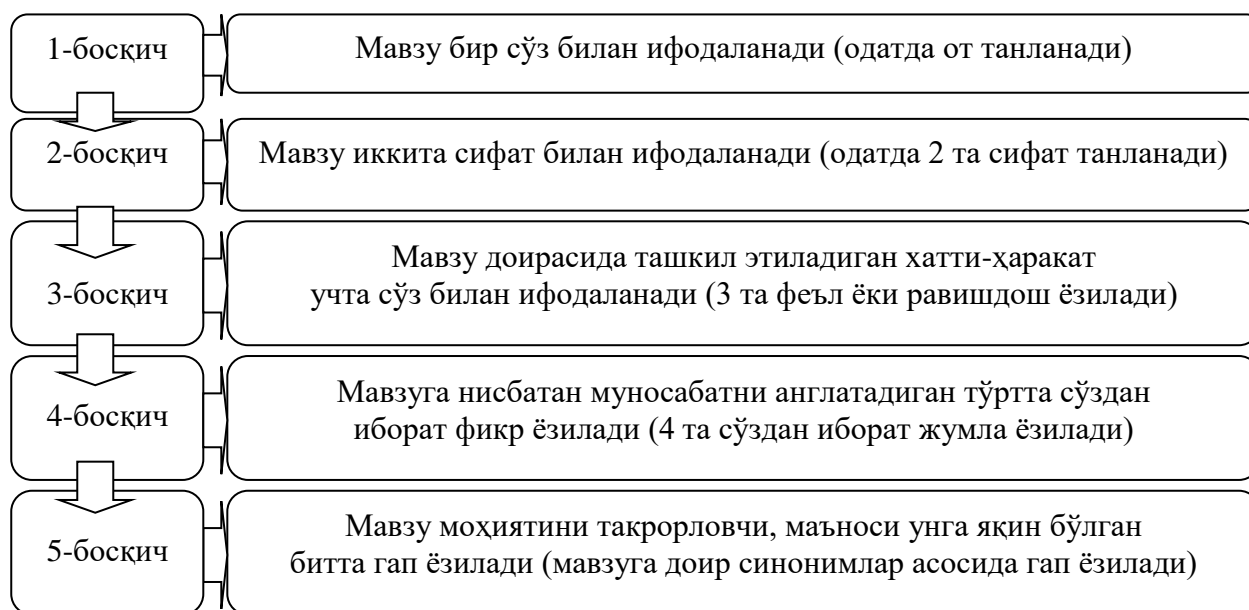 1-босқич
Мавзу бир сўз билан ифодаланади (одатда от танланади)
2-босқич
Мавзу иккита сифат билан ифодаланади (одатда 2 та сифат танланади)
3-босқич
Мавзу доирасида ташкил этиладиган хатти-ҳаракат
учта сўз билан ифодаланади (3 та феъл ёки равишдош ёзилади)
4-босқич
Мавзуга нисбатан муносабатни англатадиган тўртта сўздан
иборат фикр ёзилади (4 та сўздан иборат жумла ёзилади)
5-босқич
Мавзу моҳиятини такрорловчи, маъноси унга яқин бўлган
битта гап ёзилади (мавзуга доир синонимлар асосида гап ёзилади)